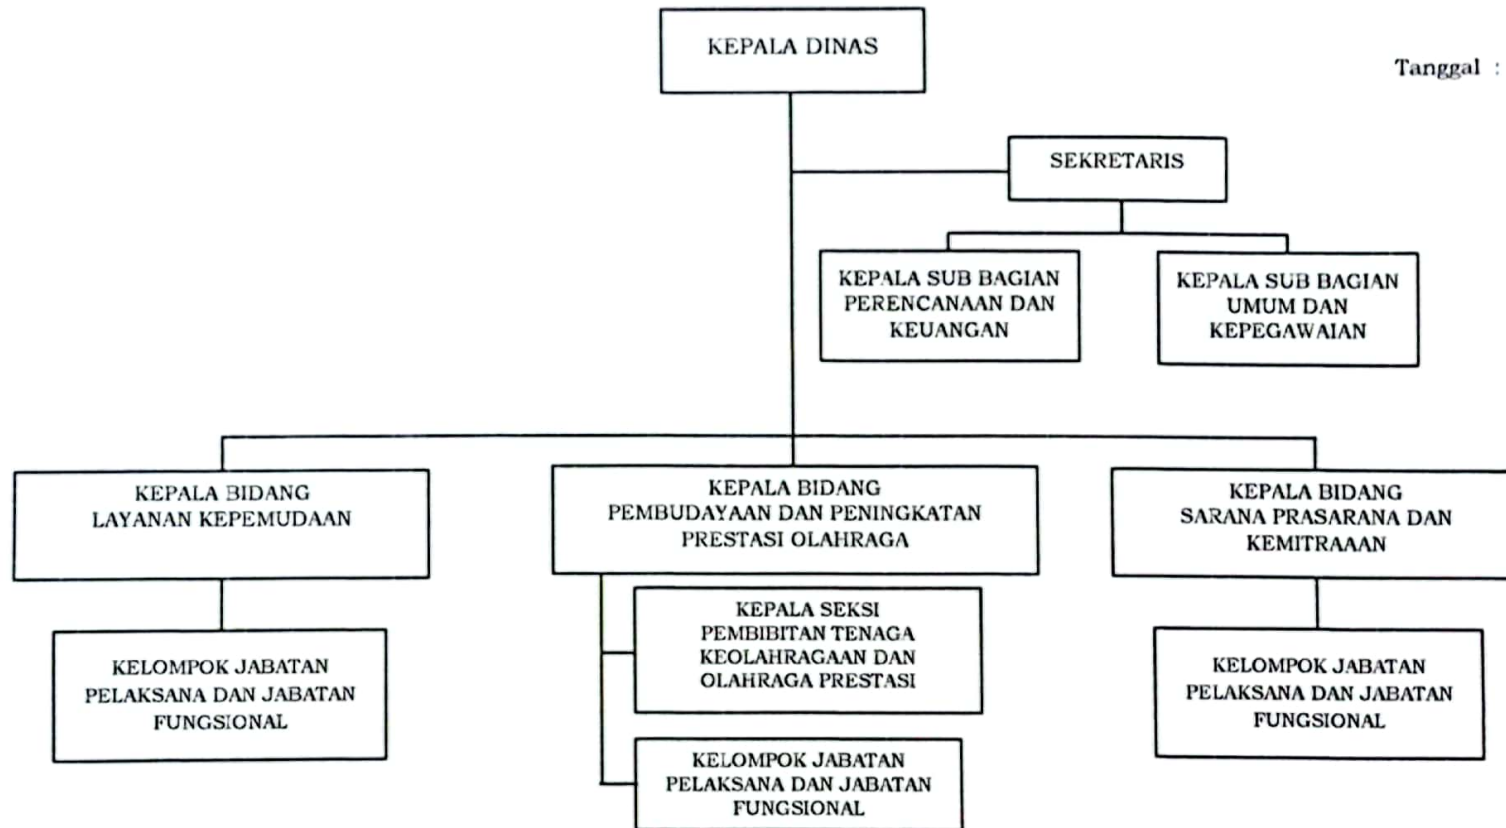 KEPALA DINAS
Tanggal :
SEKRETARIS
KEPALA SUB BAGIAN
PERENCANAAN DAN
KEUANGAN
KEPALA SUB BAGIAN
UMUM DAN
KEPEGAWAIAN
KEPALA BIDANG
LAYANAN KEPEMUDAAN
KEPALA BIDANG
PEMBUDAYAAN DAN PENINGKATAN
PRESTASI OLAHRAGA
KEPALA BIDANG
SARANA PRASARANA DAN
KEMITRAAAN
KELOMPOK JABATAN
PELAKSANA DAN JABATAN
FUNGSIONAL
KEPALA SEKSI
PEMBIBITAN TENAGA
KEOLAHRAGAAN DAN
OLAHRAGA PRESTASI
KELOMPOK JABATAN
PELAKSANA DAN JABATAN
FUNGSIONAL
KELOMPOK JABATAN
PELAKSANA DAN JABATAN
FUNGSIONAL